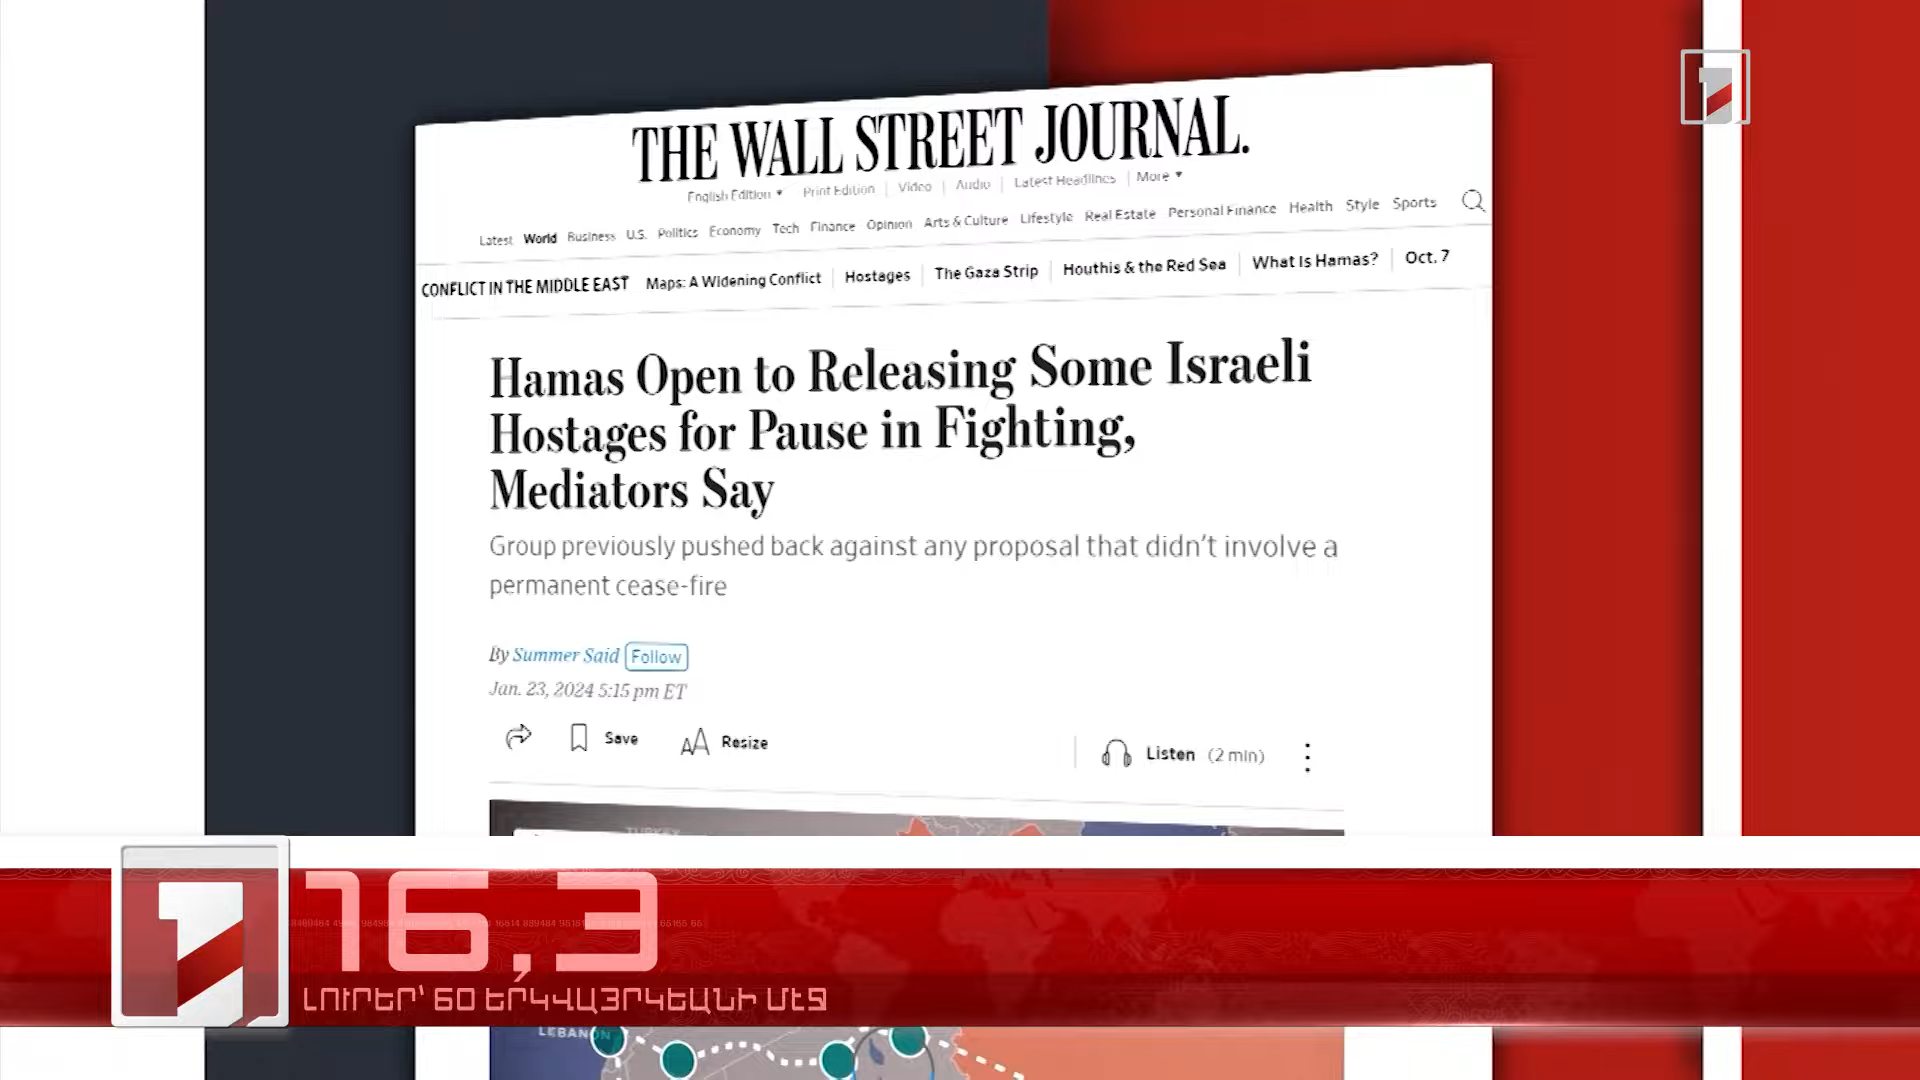 THE WALL STREET JOURNAL.
English Edition Print Edition Video Audio Latest Headlines More
Latest World Business U.S. Politics Economy Tech Finance Opinion Arts & Culture Lifestyle Real Estate Personal Finance Health Style Sports
CONFLICT IN THE MIDDLE EAST Maps: A Widening Conflict Hostages The Gaza Strip Houthis & the Red Sea What Is Hamas? Oct. 7
Hamas Open to Releasing Some Israeli
Hostages for Pause in Fighting,
Mediators Say
Group previously pushed back against any proposal that didn't involve a
permanent cease-fire
By Summer Said Follow
Jan. 23, 2024 5:15 pm ET
Save Resize Listen (2 min)
TURKEY
16,3
ԼՈՒՐԵՐ՝ 60 ԵՐԿՎԱՅՐԿԵԱՆԻ ՄԵՋ
LEBANON